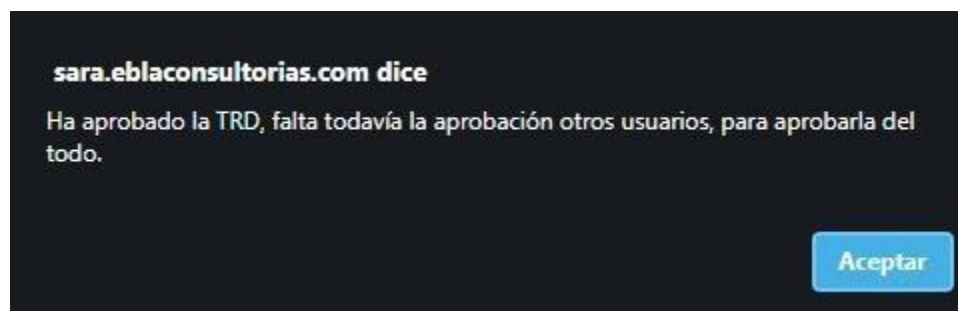 sara.eblaconsultorias.com dice
Ha aprobado la TRD, falta todavía la aprobación otros usuarios, para aprobarla del
todo.
Aceptar